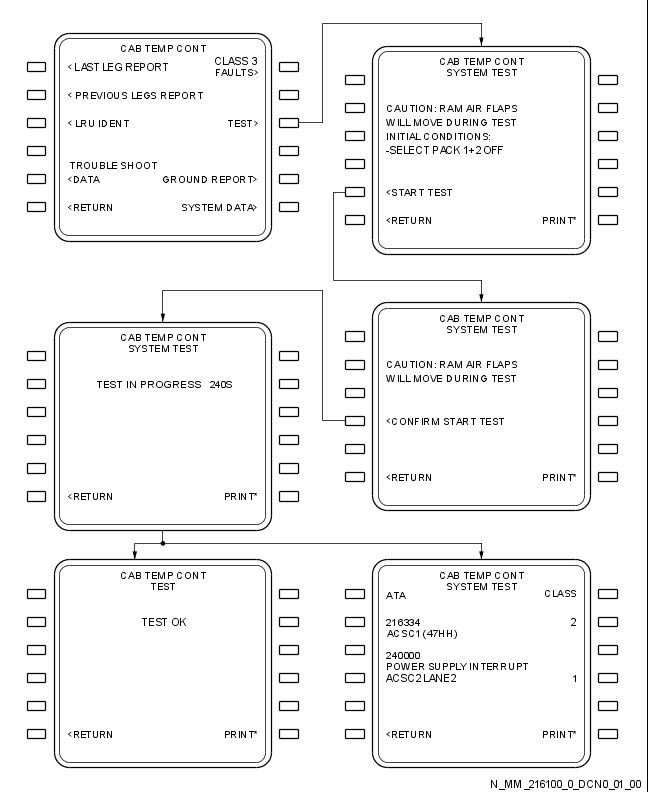 CAB TEMP CONT
<LAST LEG REPORT
CLASS 3
FAULTS>
<PREVIOUS LEGS REPORT
<LRU IDENT TEST>
TROUBLE SHOOT
<DATA GROUND REPORT>
<RETURN SYSTEM DATA>
CAB TEMP CONT
SYSTEM TEST
CAUTION: RAM AIR FLAPS
WILL MOVE DURING TEST
INITIAL CONDITIONS:
-SELECT PACK 1+2 OFF
<START TEST
<RETURN PRINT*
CAB TEMP CONT
SYSTEM TEST
TEST IN PROGRESS 240S
<RETURN PRINT*
CAB TEMP CONT
SYSTEM TEST
CAUTION: RAM AIR FLAPS
WILL MOVE DURING TEST
<CONFIRM START TEST
<RETURN PRINT*
CAB TEMP CONT
TEST
TEST OK
<RETURN PRINT*
CAB TEMP CONT
SYSTEM TEST
ATA CLASS
216334 2
ACSC1 (47HH)
240000
POWER SUPPLY INTERRUPT
ACSC2 LANE 2 1
<RETURN PRINT*
N_MM_216100_0_DCN0_01_00